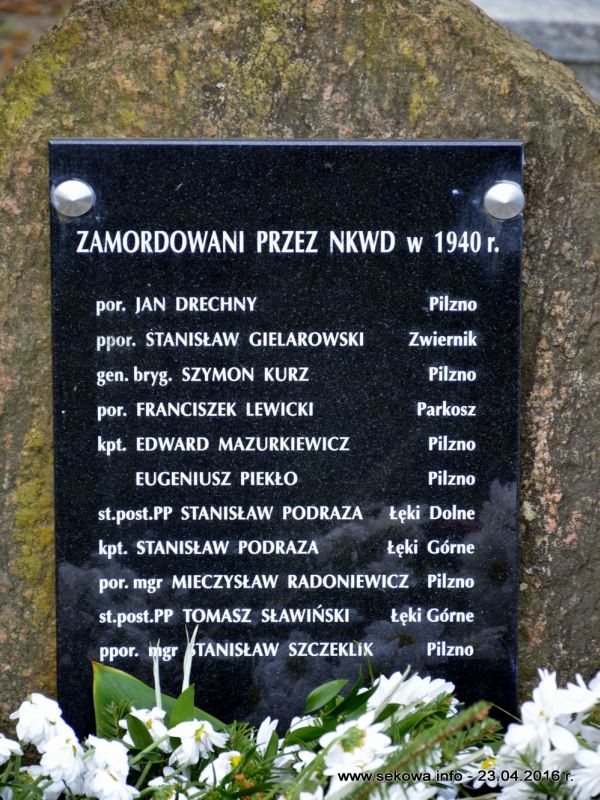 ZAMORDOWANI PRZEZ NKWD w 1940 r.
por. JAN DRECHNY Pilzno
ppor. STANISŁAW GIELAROWSKI Zwiernik
gen. bryg. SZYMON KURZ Pilzno
por. FRANCISZEK LEWICKI Parkosz
kpt. EDWARD MAZURKIEWICZ Pilzno
EUGENIUSZ PIEKŁO Pilzno
st.post.PP STANISŁAW PODRAZA Łęki Dolne
kpt. STANISŁAW PODRAZA Łęki Górne
por. mgr MIECZYSŁAW RADONIEWICZ Pilzno
st.post.PP TOMASZ SŁAWIŃSKI Łęki Górne
ppor. mgr STANISŁAW SZCZEKLIK Pilzno
www.sekowa.info - 23.04.2016 r.